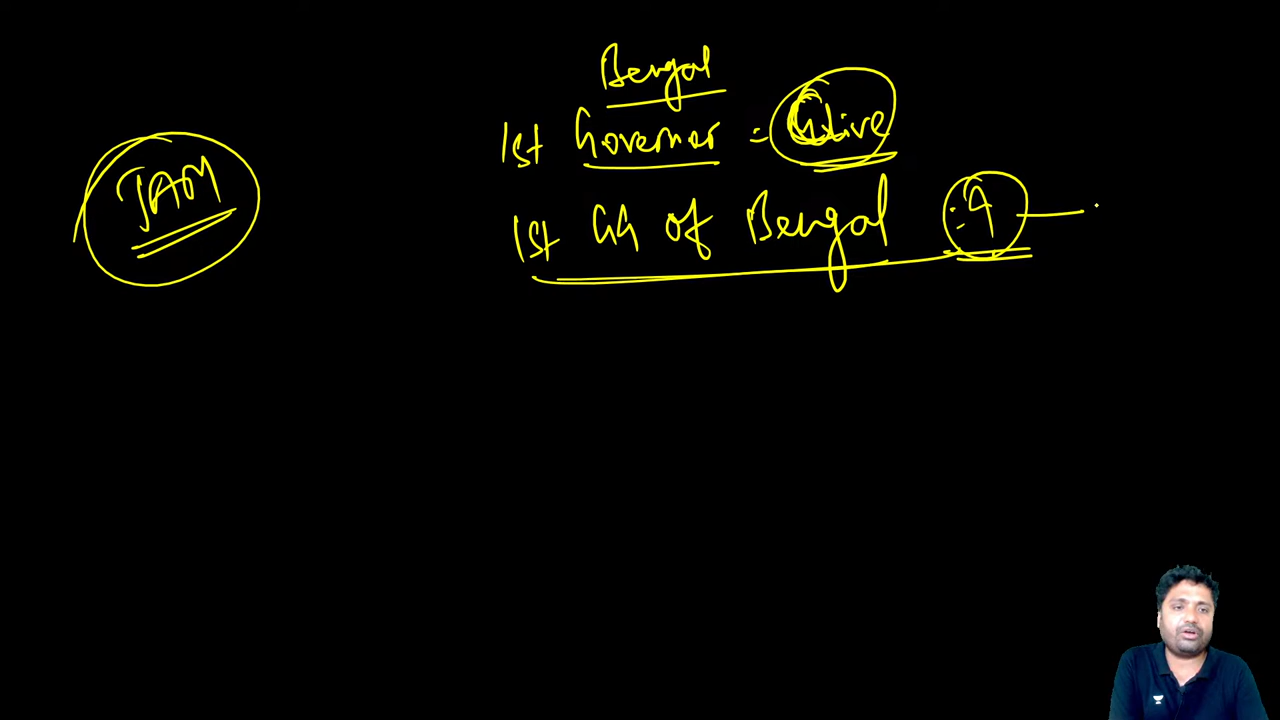 Bengal
1st Governor = Clive
JAM
1st GG of Bengal = ?